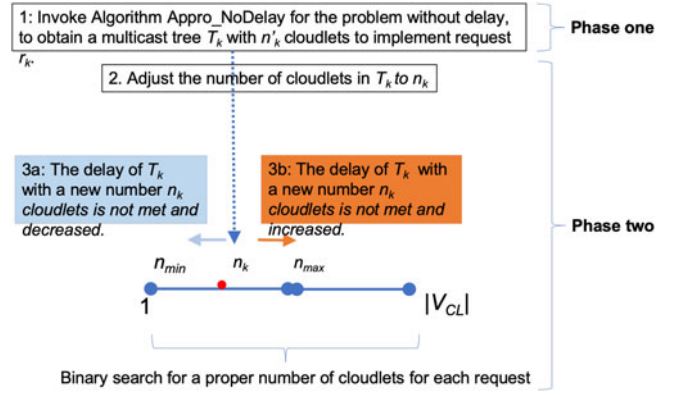 1: Invoke Algorithm Appro_NoDelay for the problem without delay,
to obtain a multicast tree T_k with n'_k cloudlets to implement request
r_k.
Phase one
2. Adjust the number of cloudlets in T_k to n_k
3a: The delay of T_k
with a new number n_k
cloudlets is not met and
decreased.
3b: The delay of T_k with
a new number n_k
cloudlets is not met and
increased.
Phase two
n_min n_k n_max
1 |V_CL|
Binary search for a proper number of cloudlets for each request